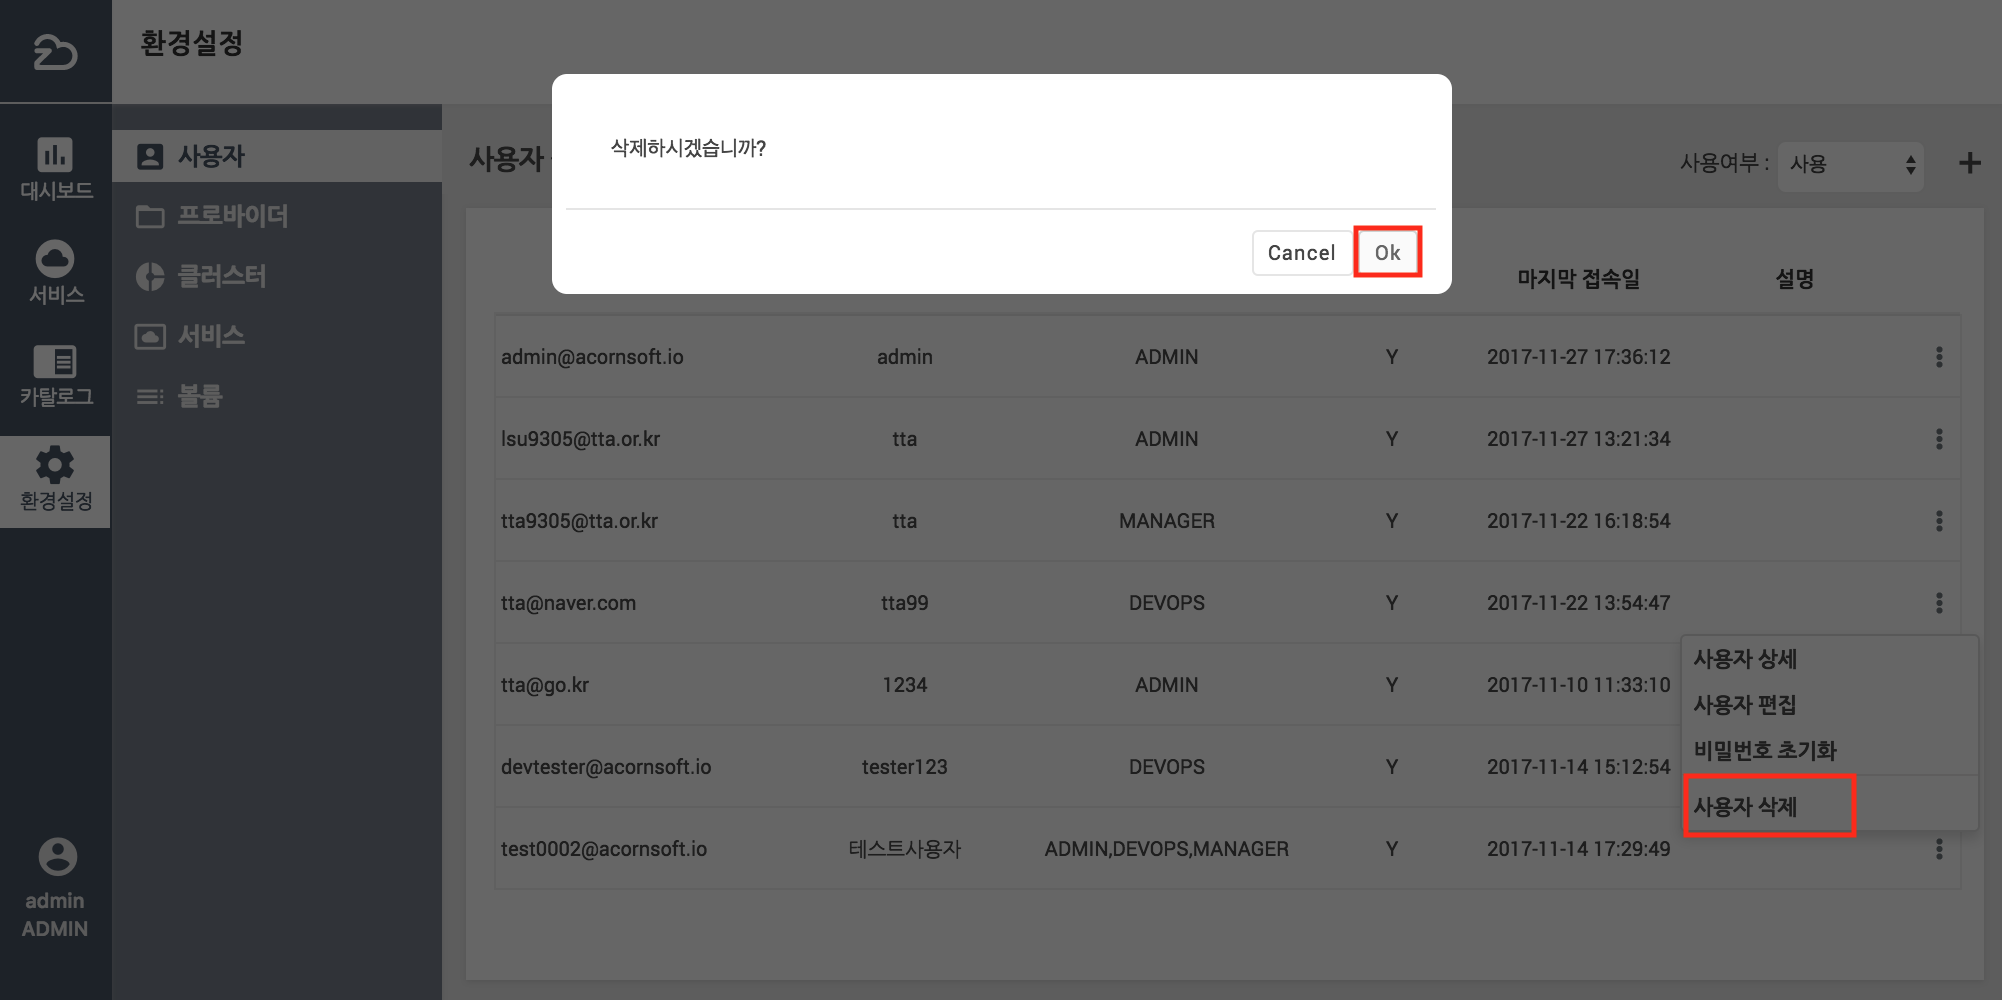 환경설정
삭제하시겠습니까?
Cancel
Ok
대시보드
서비스
카탈로그
환경설정
admin
ADMIN
사용자
프로바이더
클러스터
서비스
볼륨
사용자
사용여부 : 사용
마지막 접속일 설명
admin@acornsoft.io admin ADMIN Y 2017-11-27 17:36:12
lsu9305@tta.or.kr tta ADMIN Y 2017-11-27 13:21:34
tta9305@tta.or.kr tta MANAGER Y 2017-11-22 16:18:54
tta@naver.com tta99 DEVOPS Y 2017-11-22 13:54:47
tta@go.kr 1234 ADMIN Y 2017-11-10 11:33:10
devtester@acornsoft.io tester123 DEVOPS Y 2017-11-14 15:12:54
test0002@acornsoft.io 테스트사용자 ADMIN,DEVOPS,MANAGER Y 2017-11-14 17:29:49
사용자 상세
사용자 편집
비밀번호 초기화
사용자 삭제